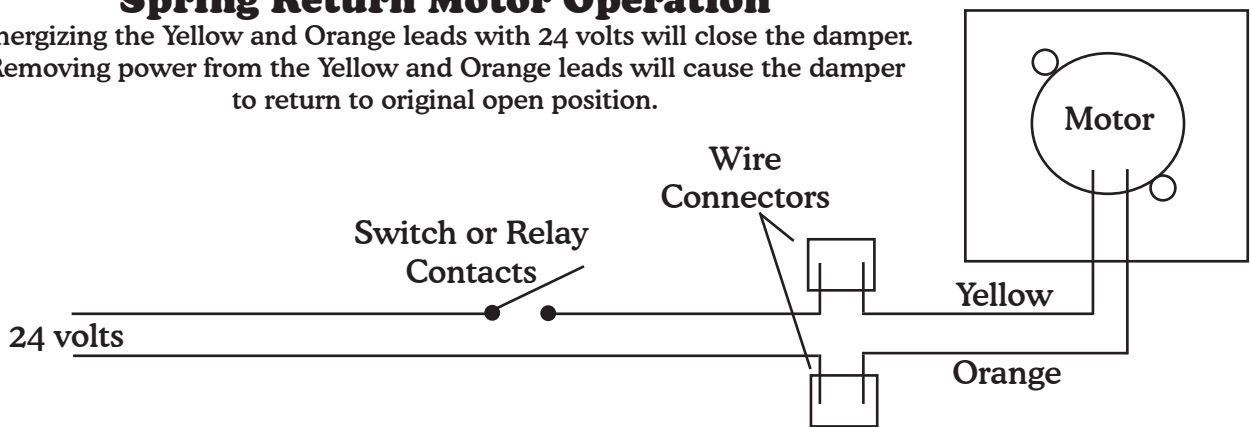 Spring Return Motor Operation
nergizing the Yellow and Orange leads with 24 volts will close the damper.
Removing power from the Yellow and Orange leads will cause the damper
to return to original open position.
Motor
Wire
Connectors
Switch or Relay
Contacts
Yellow
24 volts
Orange